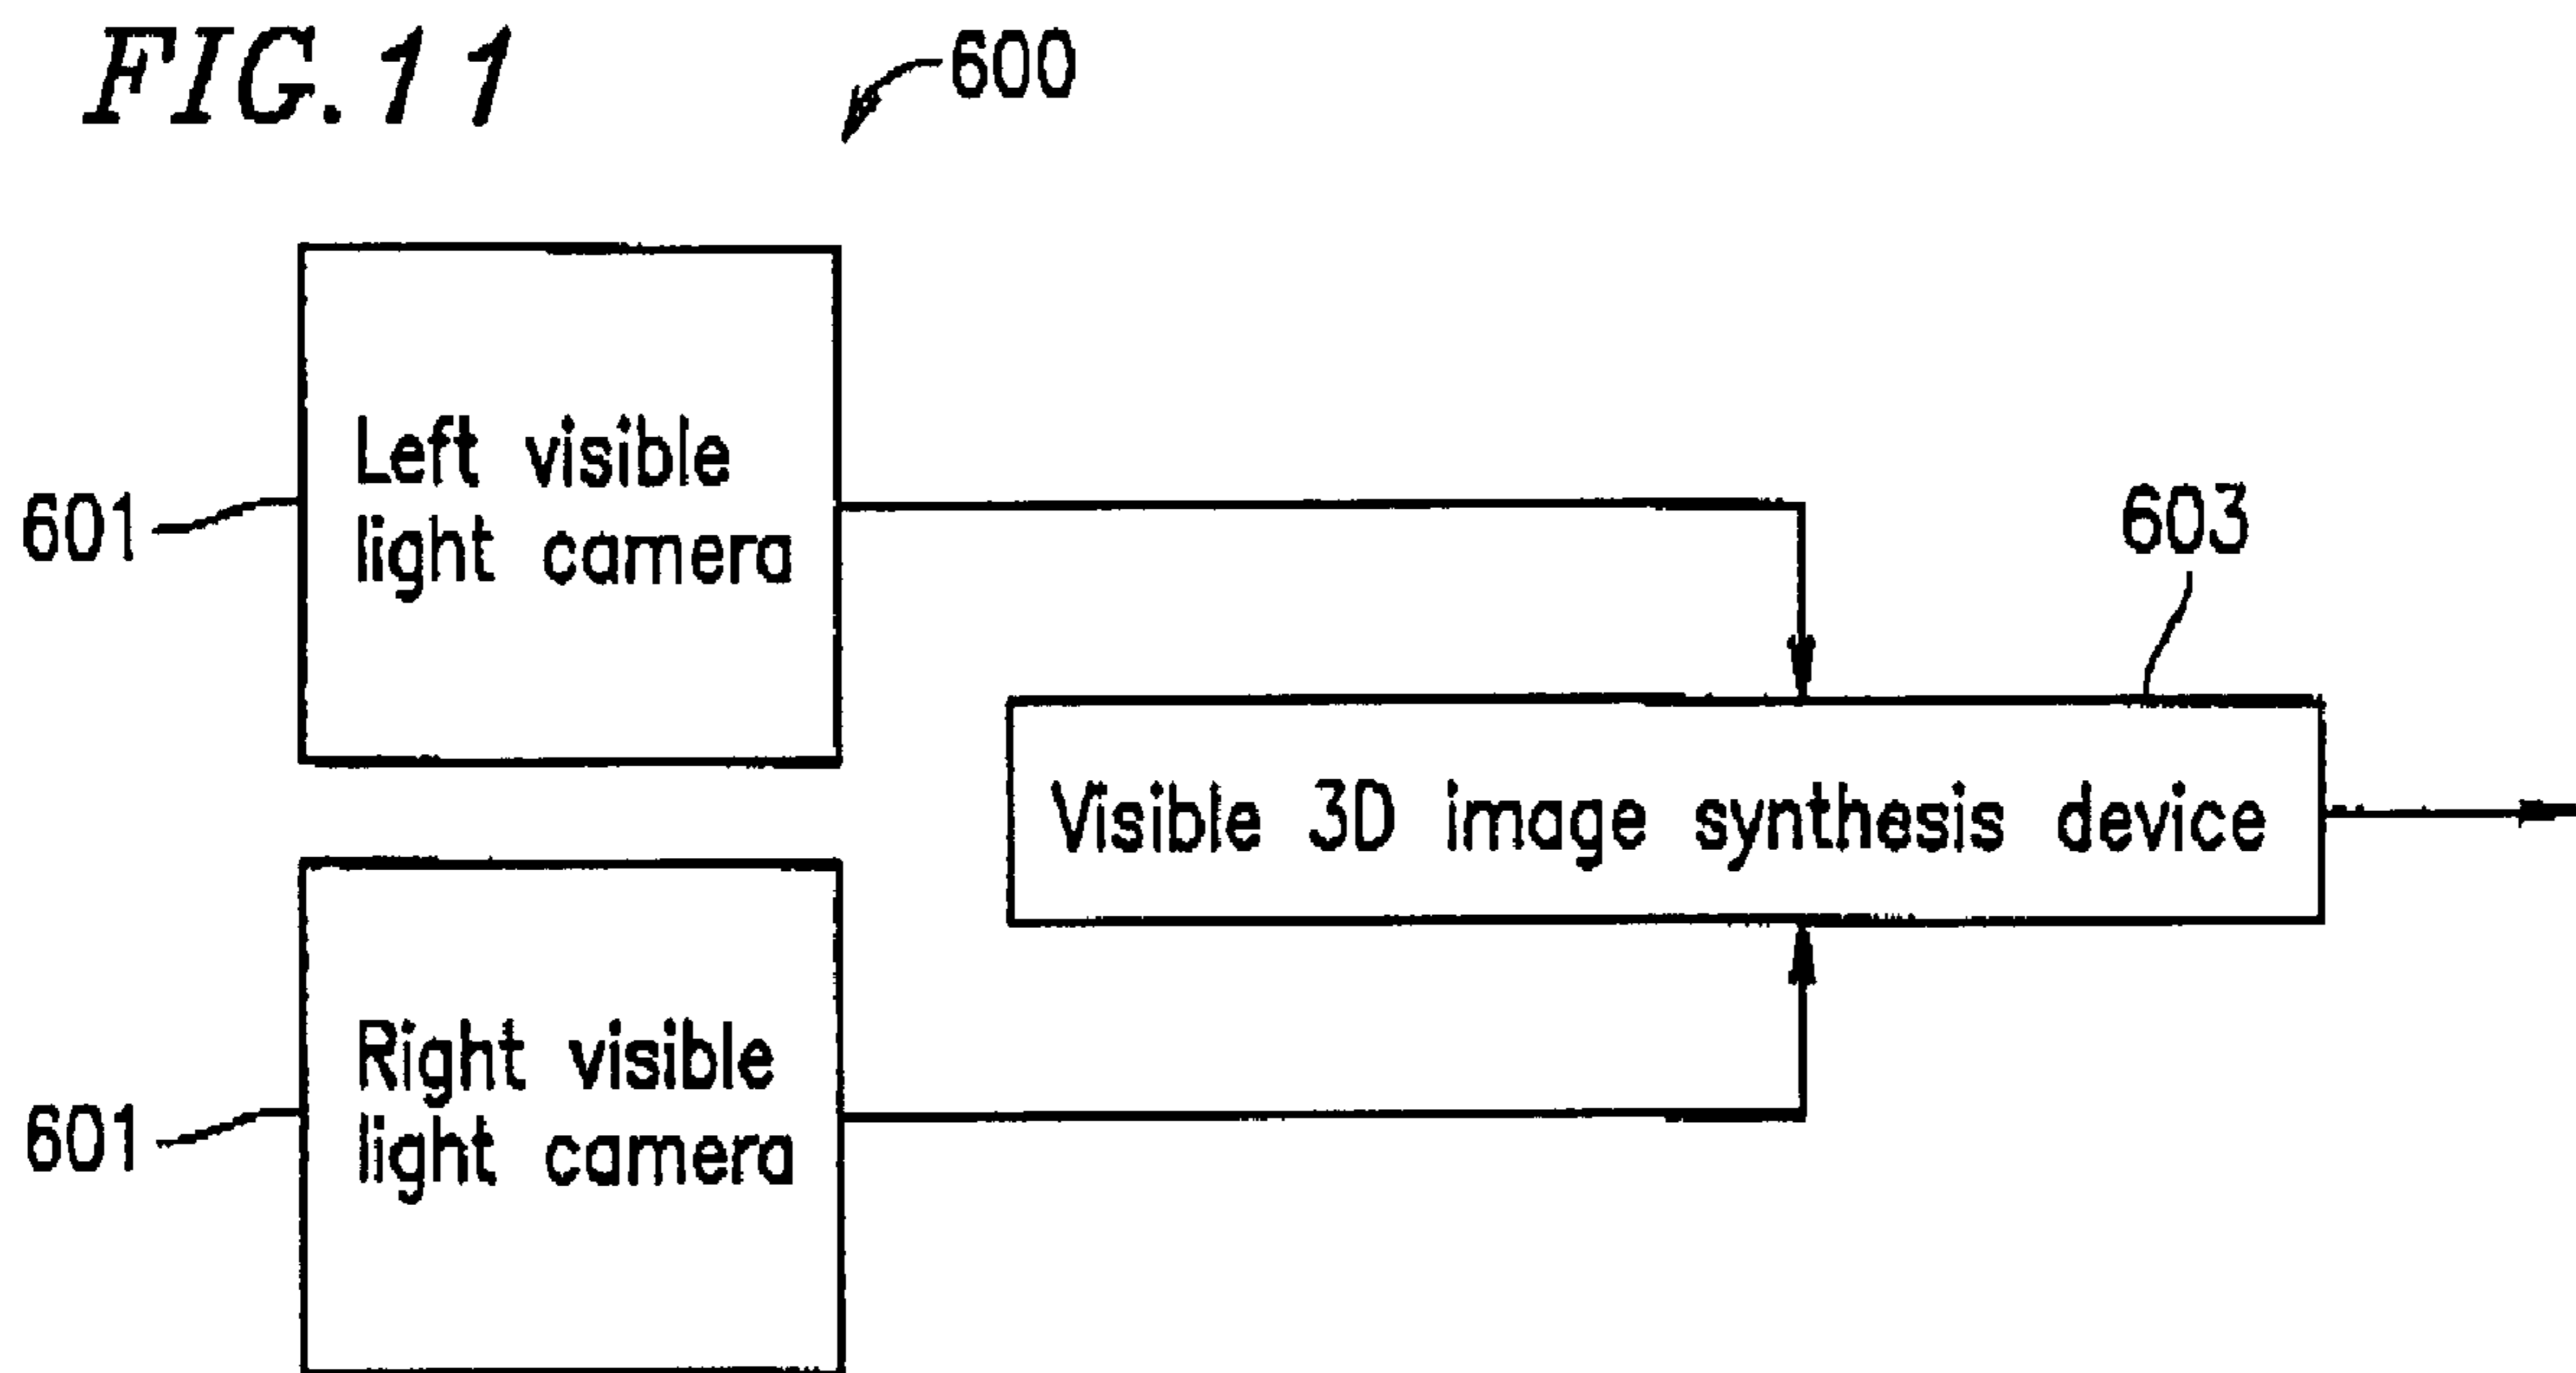 FIG.11
600
Left visible
light camera
601
603
Visible 3D image synthesis device
Right visible
light camera
601